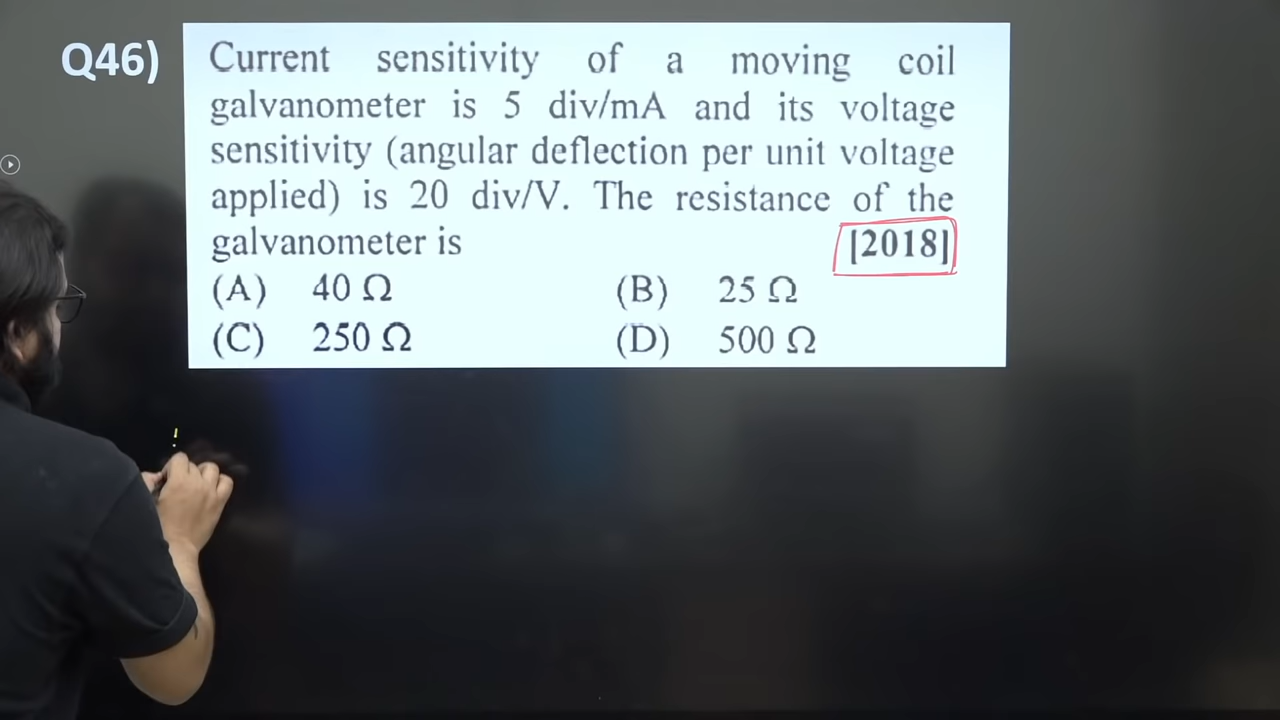 Q46)
Current sensitivity of a moving coil
galvanometer is 5 div/mA and its voltage
sensitivity (angular deflection per unit voltage
applied) is 20 div/V. The resistance of the
galvanometer is [2018]
(A) 40 Ω (B) 25 Ω
(C) 250 Ω (D) 500 Ω